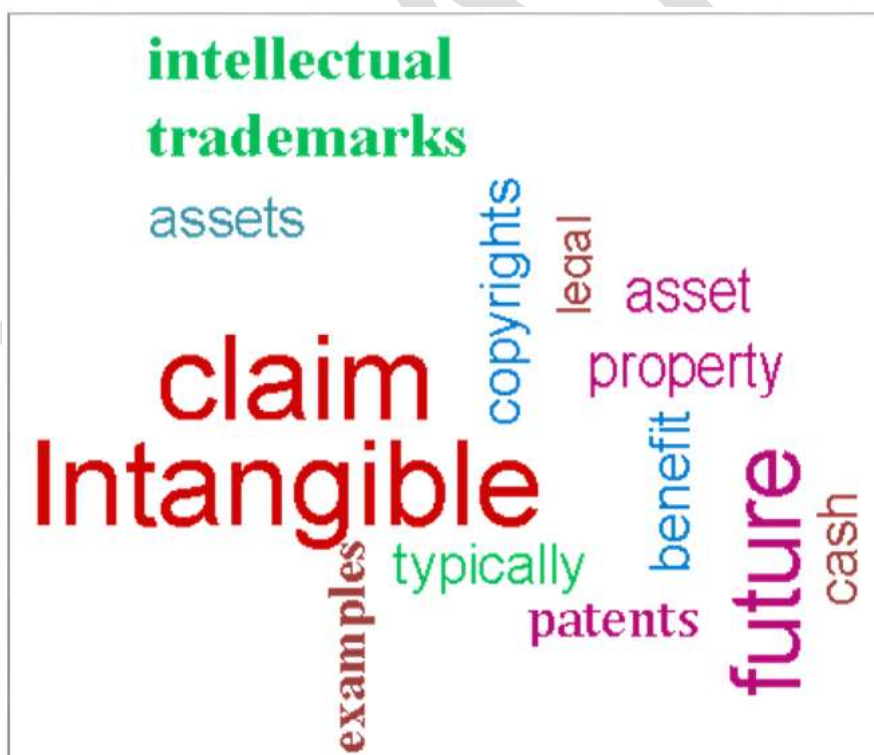 intellectual
trademarks
assets
copyrights
legal
asset
claim
property
Intangible
benefit
future
cash
examples
typically
patents